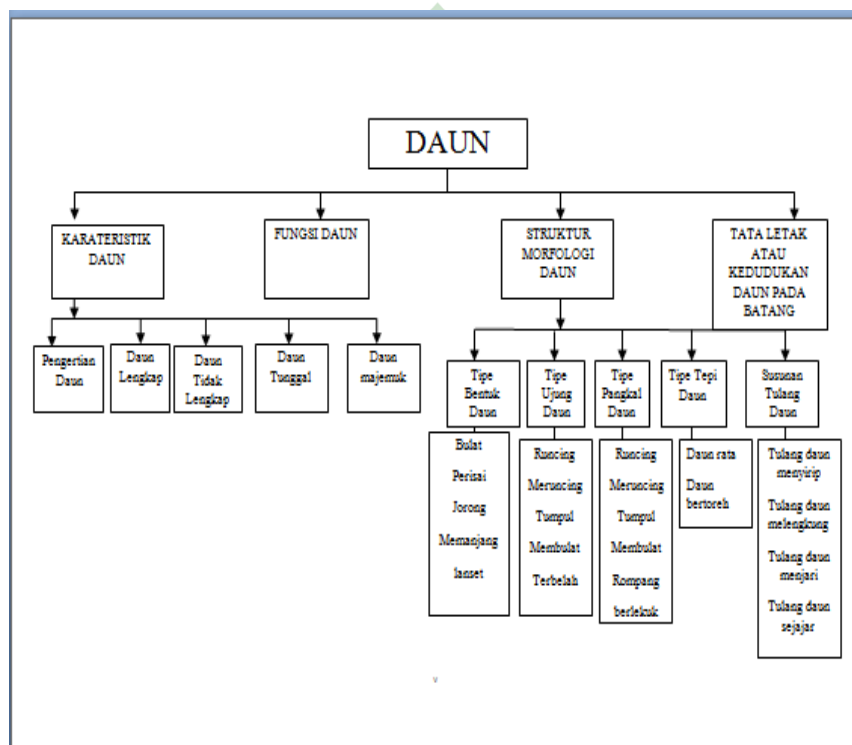 DAUN
KARATERISTIK
DAUN
FUNGSI DAUN
STRUKTUR
MORFOLOGI
DAUN
TATA LETAK
ATAU
KEDUDUKAN
DAUN PADA
BATANG
Pengertian
Daun
Daun
Lengkap
Daun
Tidak
Lengkap
Daun
Tunggal
Daun
majemuk
Tipe
Bentuk
Daun
Tipe
Ujung
Daun
Tipe
Pangkal
Daun
Tipe Tepi
Daun
Susunan
Tulang
Daun
Bulat
Perisai
Jorong
Memanjang
lanset
Runcing
Meruncing
Tumpul
Membulat
Terbelah
Runcing
Meruncing
Tumpul
Membulat
Rompang
berlekuk
Daun rata
Daun
bertoreh
Tulang daun
menyirip
Tulang daun
melengkung
Tulang daun
menjari
Tulang daun
sejajar
v